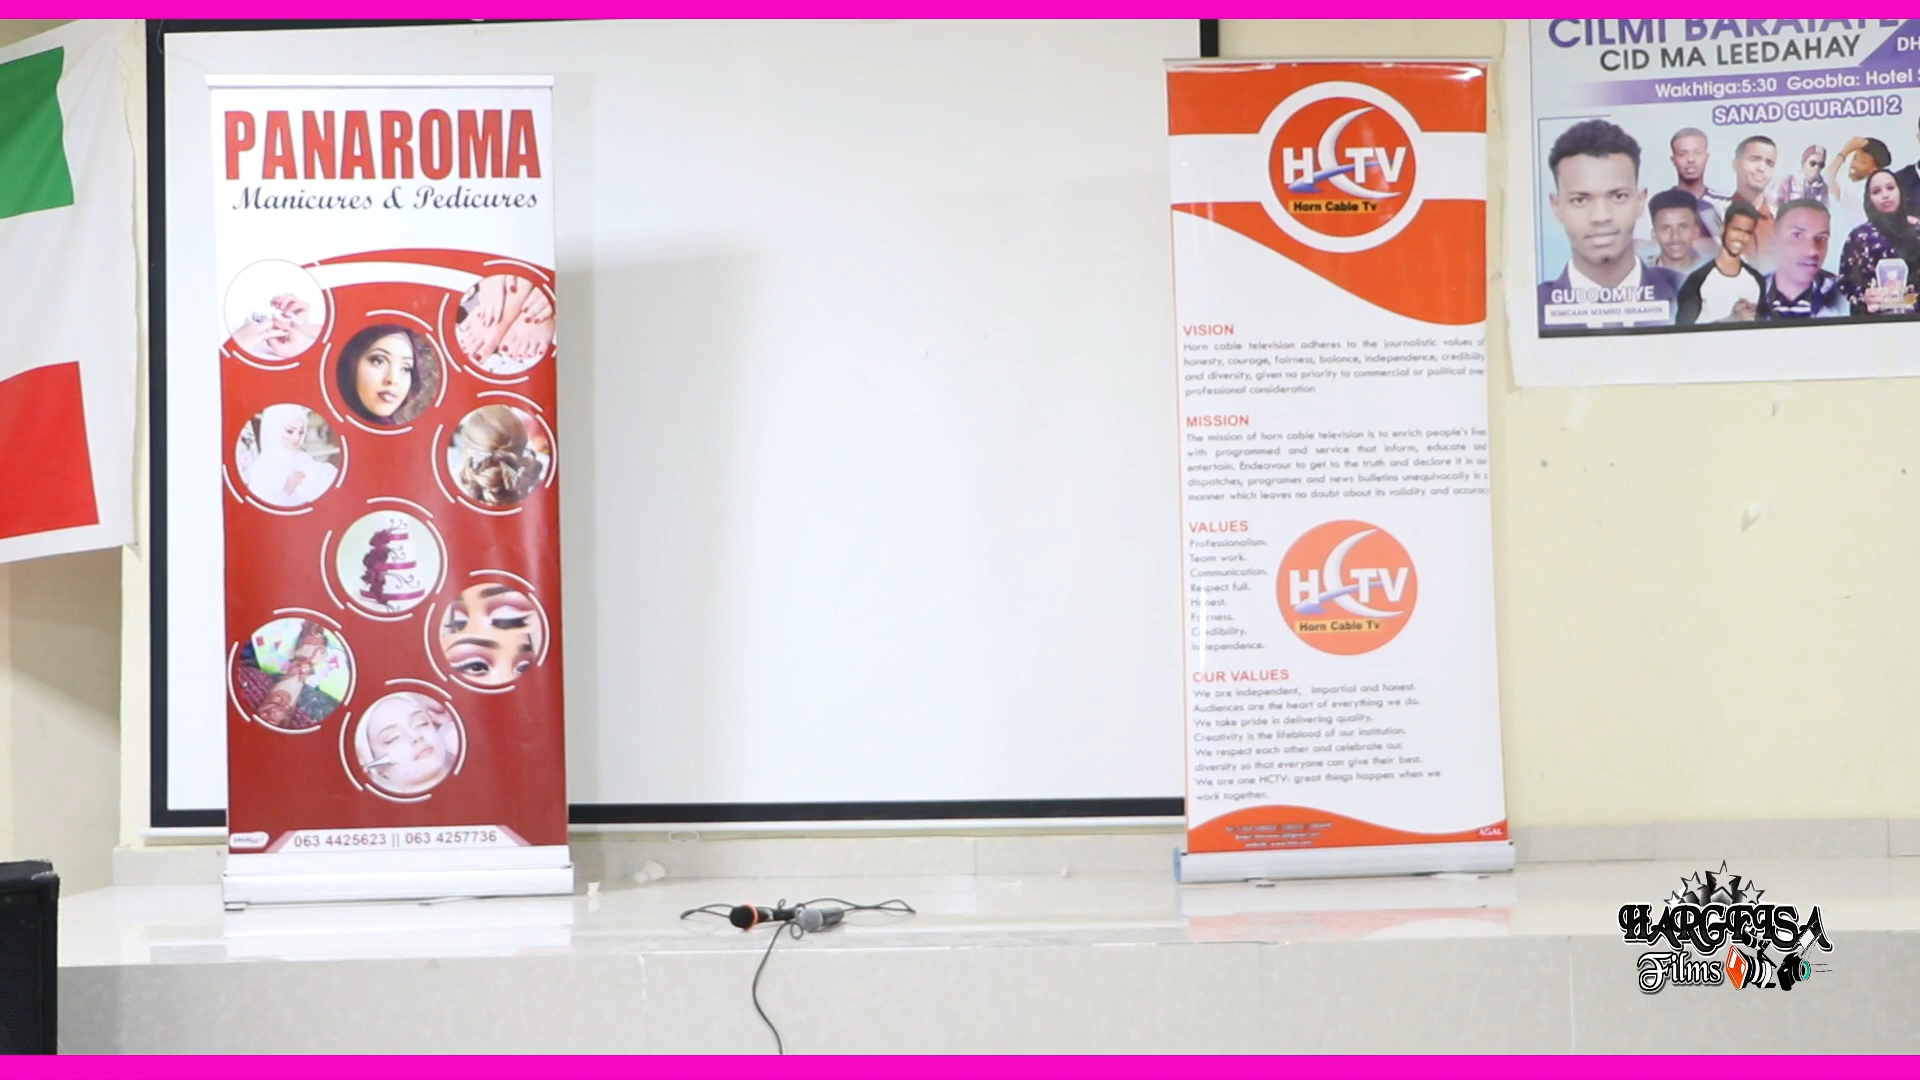 PANAROMA
Manicures & Pedicures
063 4425623 || 063 4257736
HCTV
Horn Cable Tv
VISION
Horn cable television adheres to the journalistic values of
honesty, courage, fairness, balance, independence, credibility
and diversity, given no priority to commercial or political over
professional consideration
MISSION
The mission of horn cable television is to enrich people's lives
with programmed and service that inform, educate and
entertain. Endeavour to get to the truth and declare it in our
dispatches, programes and news bulletins unequivocally in a
manner which leaves no doubt about its validity and accuracy
VALUES
Professionalism.
Team work.
Communication.
Respect full.
Honest.
Fairness.
Credibility.
Independence.
HCTV
Horn Cable Tv
OUR VALUES
We are independent, impartial and honest.
Audiences are the heart of everything we do.
We take pride in delivering quality.
Creativity is the lifeblood of our institution.
We respect each other and celebrate our
diversity so that everyone can give their best.
We are one HCTV: great things happen when we
work together.
CILMI
CID MA LEEDAHAY
DH
Wakhtiga:5:30 Goobta: Hotel
SANAD GUURADII 2
GUDOOMIYE
HARGEISA
Films